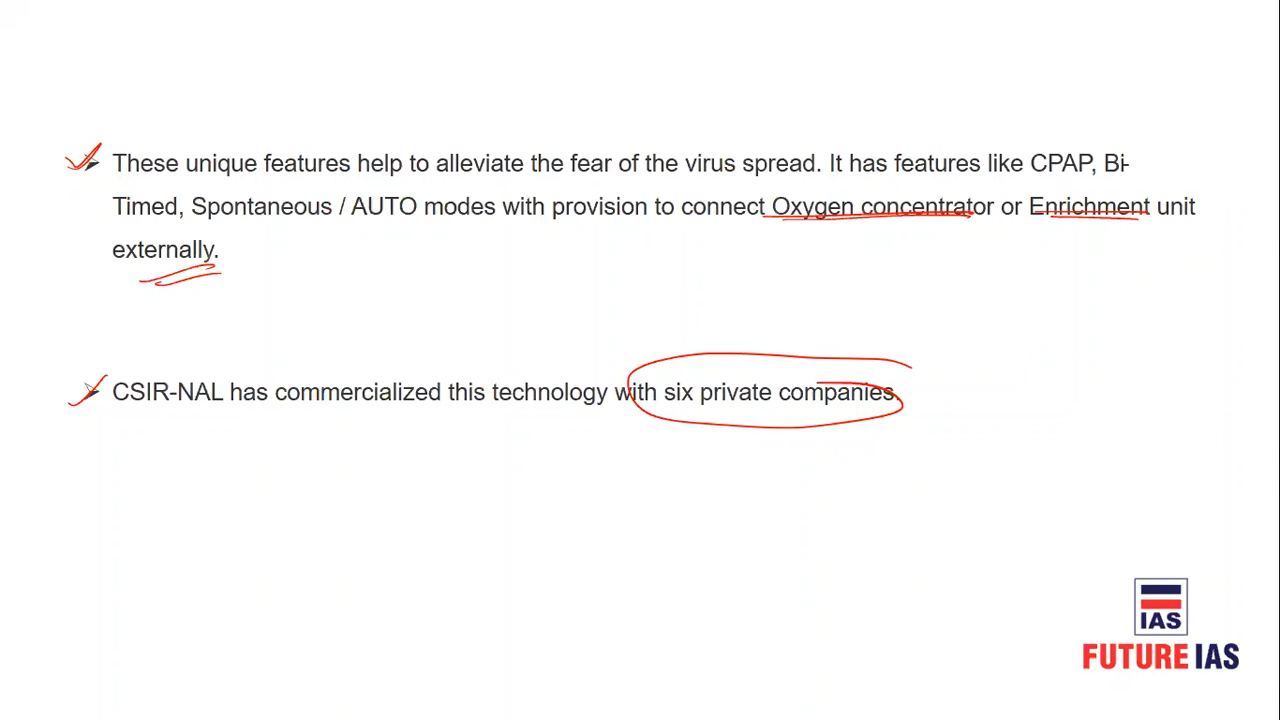 These unique features help to alleviate the fear of the virus spread. It has features like CPAP, Bi-
Timed, Spontaneous / AUTO modes with provision to connect Oxygen concentrator or Enrichment unit
externally.
CSIR-NAL has commercialized this technology with six private companies.
IAS
FUTURE IAS